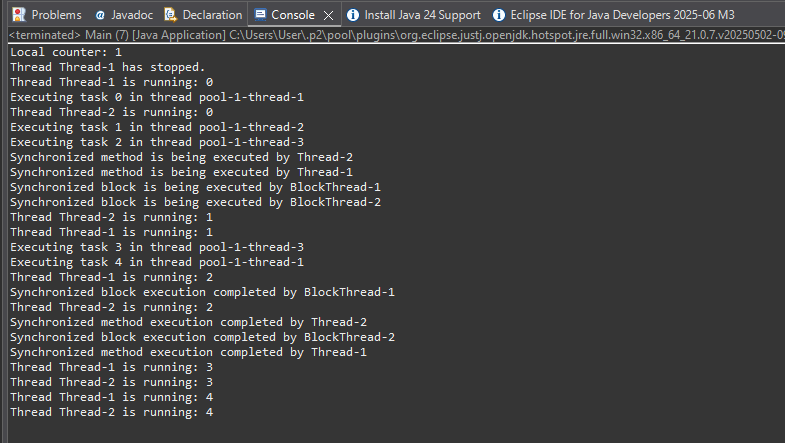 Problems Javadoc Declaration Console Install Java 24 Support Eclipse IDE for Java Developers 2025-06 M3
<terminated> Main (7) [Java Application] C:\Users\User\.p2\pool\plugins\org.eclipse.justj.openjdk.hotspot.jre.full.win32.x86_64_21.0.7.v20250502-09
Local counter: 1
Thread Thread-1 has stopped.
Thread Thread-1 is running: 0
Executing task 0 in thread pool-1-thread-1
Thread Thread-2 is running: 0
Executing task 1 in thread pool-1-thread-2
Executing task 2 in thread pool-1-thread-3
Synchronized method is being executed by Thread-2
Synchronized method is being executed by Thread-1
Synchronized block is being executed by BlockThread-1
Synchronized block is being executed by BlockThread-2
Thread Thread-2 is running: 1
Thread Thread-1 is running: 1
Executing task 3 in thread pool-1-thread-3
Executing task 4 in thread pool-1-thread-1
Thread Thread-1 is running: 2
Synchronized block execution completed by BlockThread-1
Thread Thread-2 is running: 2
Synchronized method execution completed by Thread-2
Synchronized block execution completed by BlockThread-2
Synchronized method execution completed by Thread-1
Thread Thread-1 is running: 3
Thread Thread-2 is running: 3
Thread Thread-1 is running: 4
Thread Thread-2 is running: 4